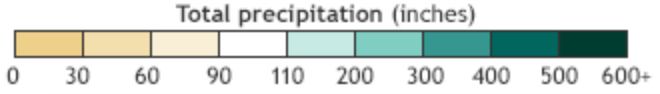 Total precipitation (inches)
0 30 60 90 110 200 300 400 500 600+